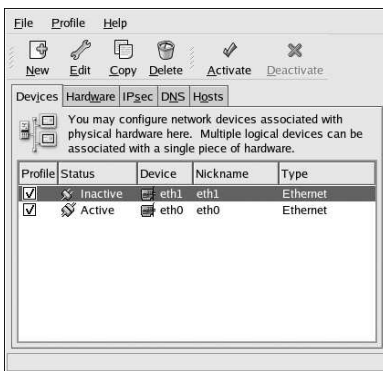 File Profile Help
New Edit Copy Delete Activate Deactivate
Devices Hardware IPsec DNS Hosts
You may configure network devices associated with
physical hardware here. Multiple logical devices can be
associated with a single piece of hardware.
Profile Status Device Nickname Type
Inactive eth1 eth1 Ethernet
Active eth0 eth0 Ethernet